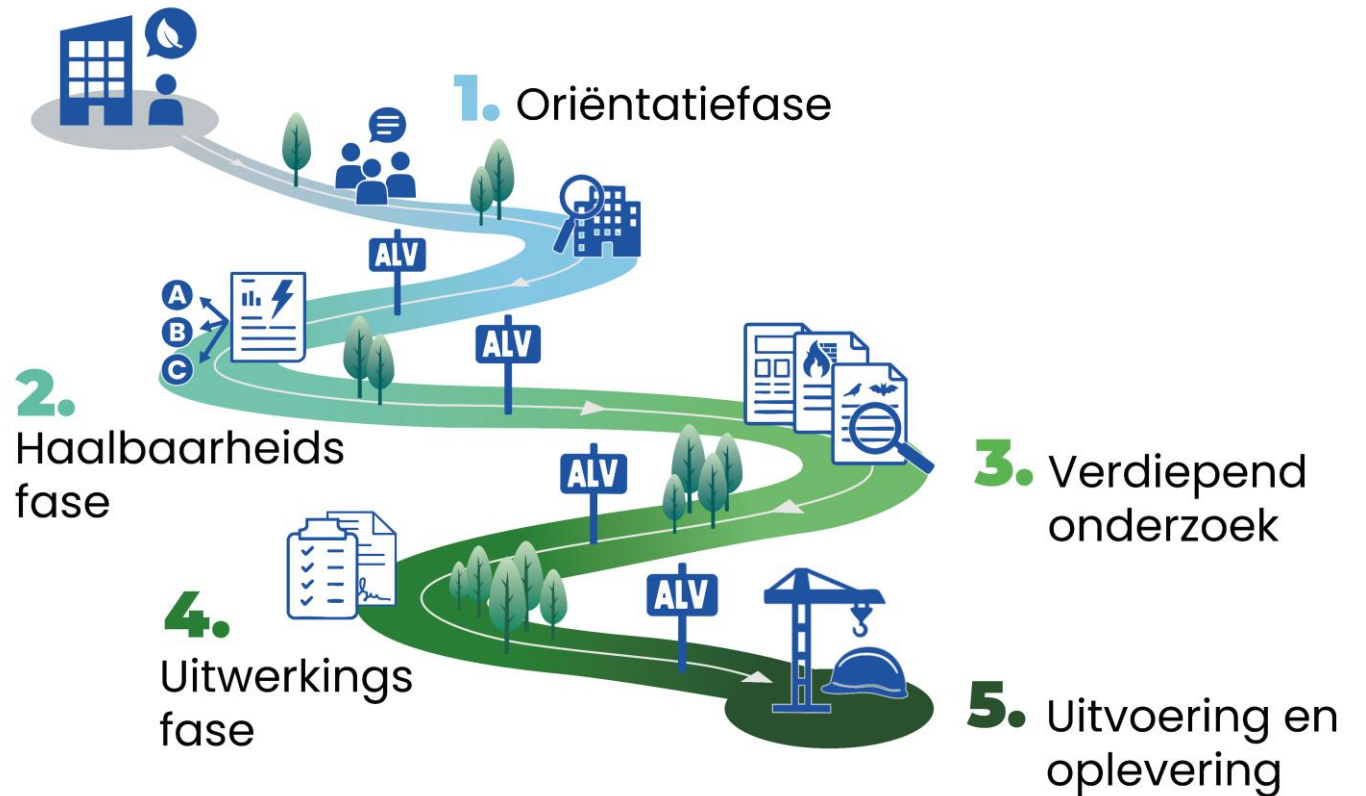 1. Oriëntatiefase
ALV
A
B
C
ALV
2.
Haalbaarheids
fase
ALV
3. Verdiepend
onderzoek
4.
Uitwerkings
fase
ALV
5. Uitvoering en
oplevering